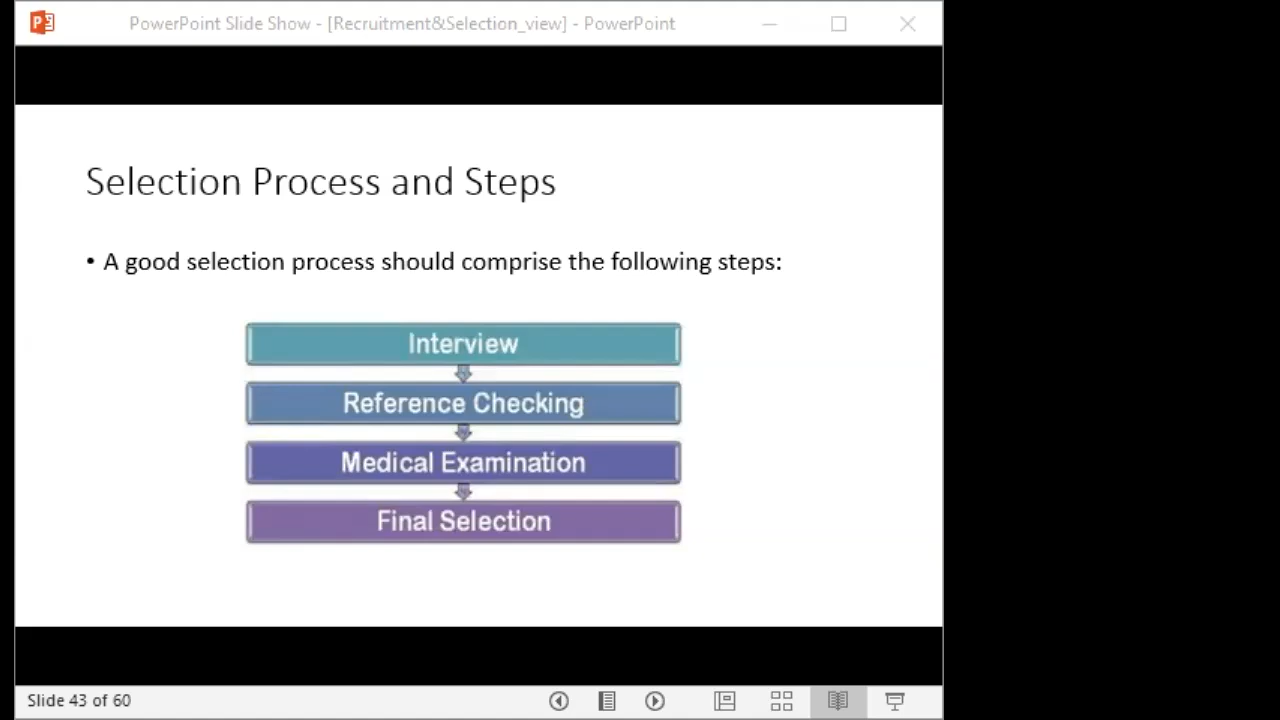 PowerPoint Slide Show - [Recruitment&Selection_view] - PowerPoint
Selection Process and Steps
• A good selection process should comprise the following steps:
Interview
Reference Checking
Medical Examination
Final Selection
Slide 43 of 60